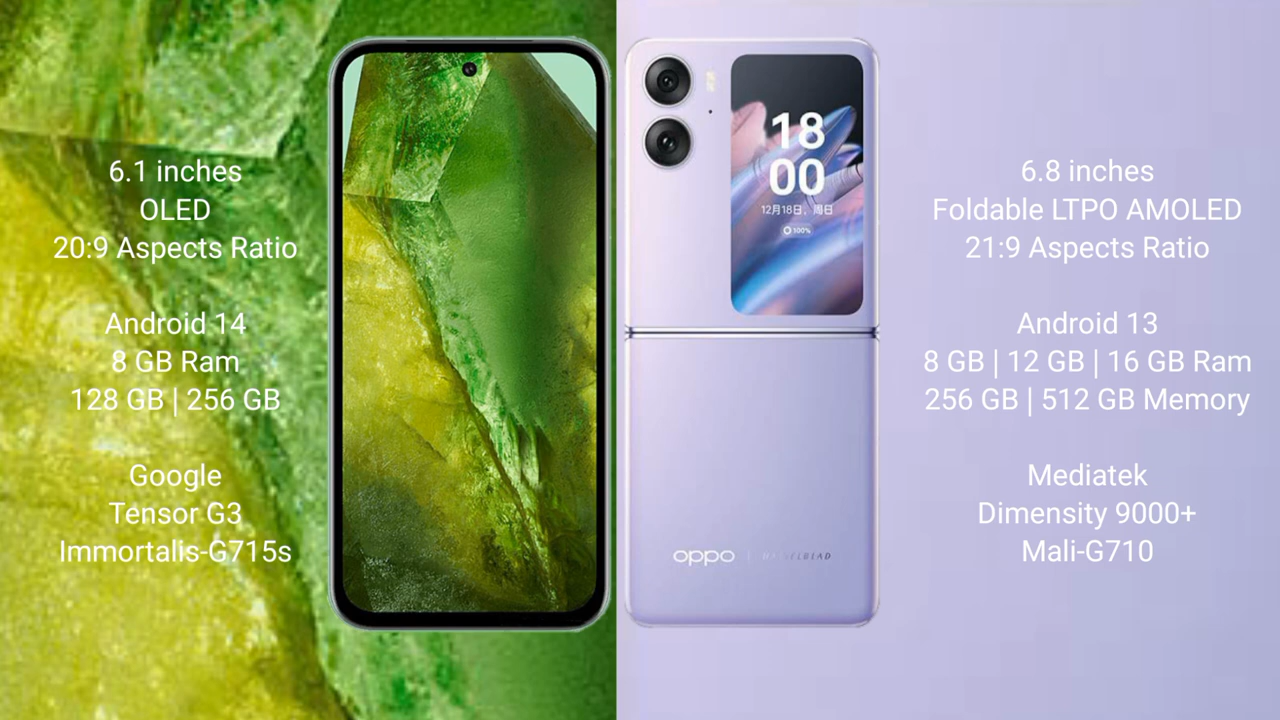 6.1 inches
OLED
20:9 Aspects Ratio
Android 14
8 GB Ram
128 GB | 256 GB
Google
Tensor G3
Immortalis-G715s
18
00
12月18日，周日
100%
oppo | HASSELBLAD
6.8 inches
Foldable LTPO AMOLED
21:9 Aspects Ratio
Android 13
8 GB | 12 GB | 16 GB Ram
256 GB | 512 GB Memory
Mediatek
Dimensity 9000+
Mali-G710